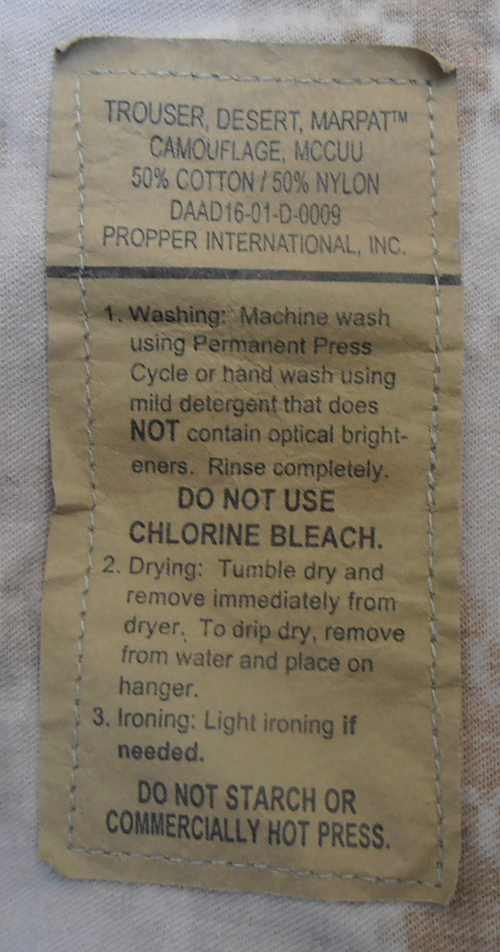 TROUSER, DESERT, MARPAT™
CAMOUFLAGE, MCCUU
50% COTTON / 50% NYLON
DAAD16-01-D-0009
PROPPER INTERNATIONAL, INC.
1. Washing: Machine wash
using Permanent Press
Cycle or hand wash using
mild detergent that does
NOT contain optical bright-
eners. Rinse completely.
DO NOT USE
CHLORINE BLEACH.
2. Drying: Tumble dry and
remove immediately from
dryer. To drip dry, remove
from water and place on
hanger.
3. Ironing: Light ironing if
needed.
DO NOT STARCH OR
COMMERCIALLY HOT PRESS.